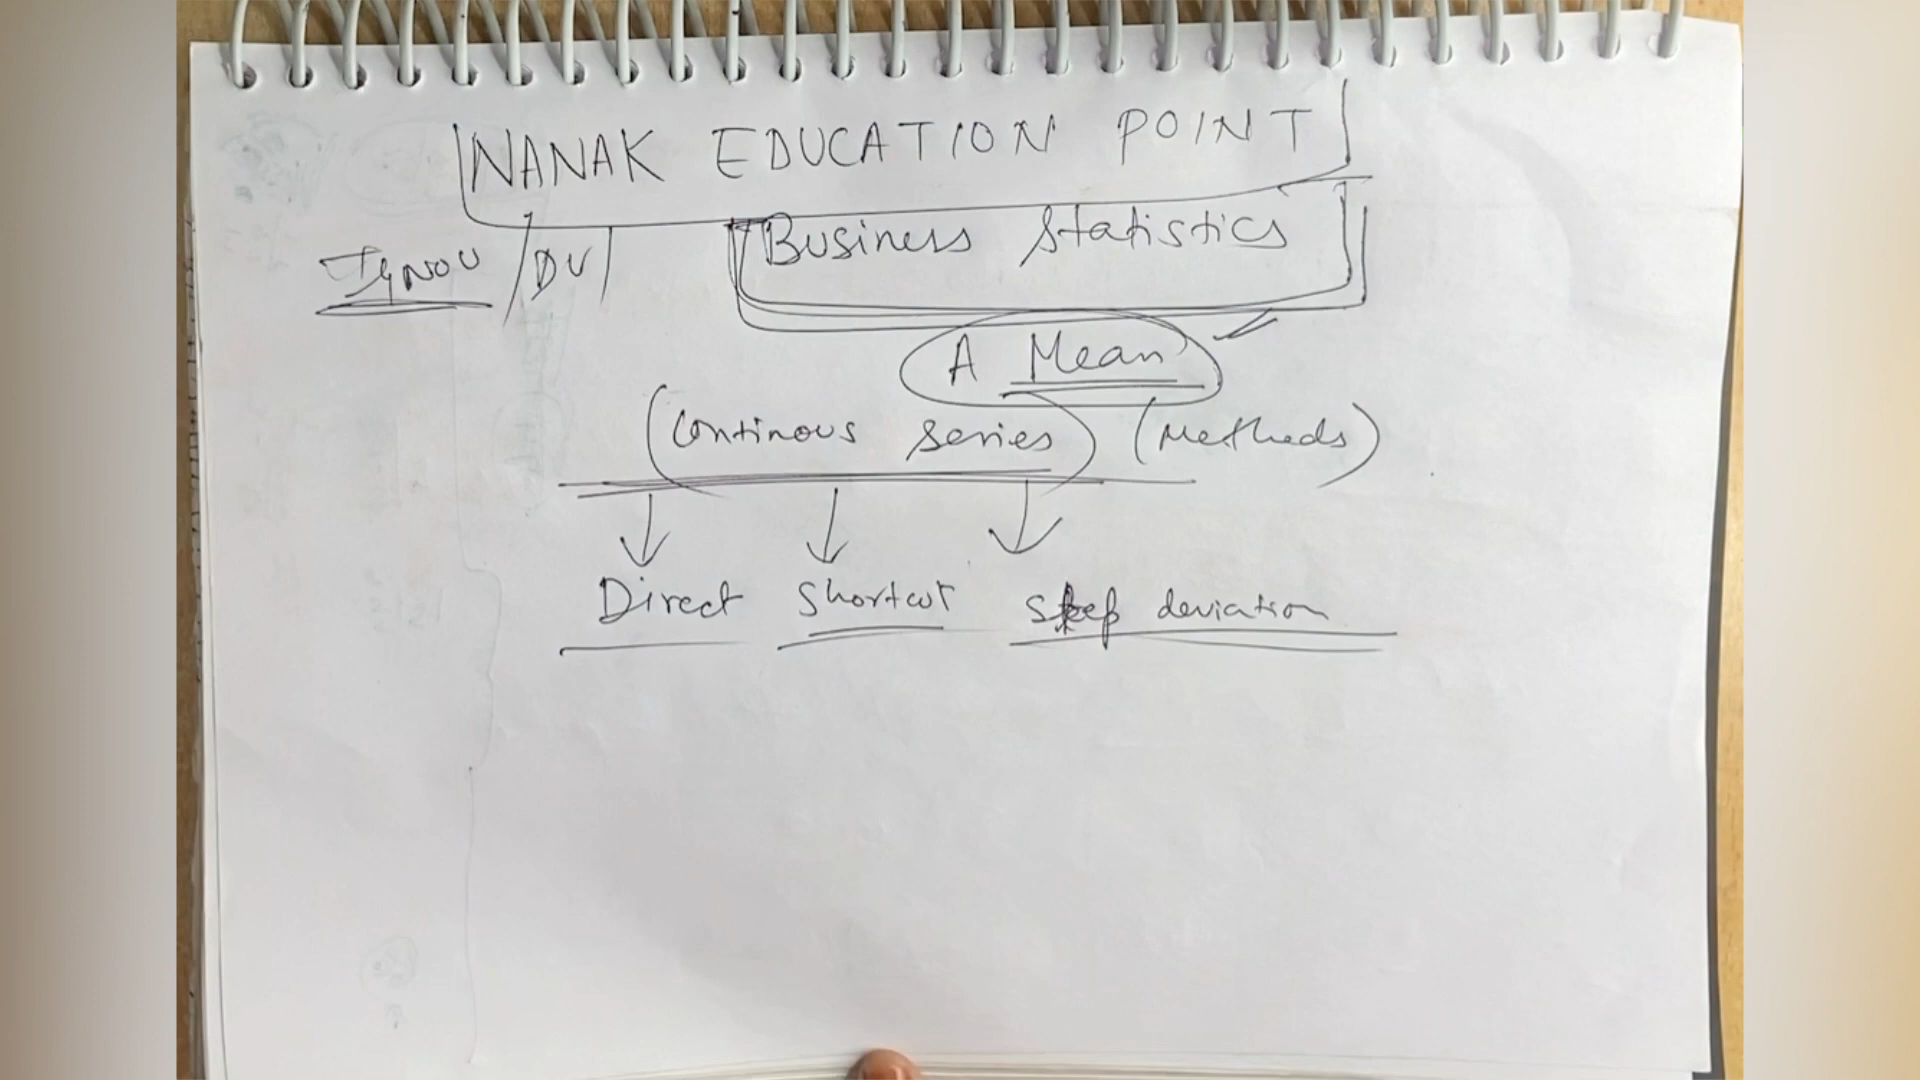 NANAK EDUCATION POINT
Ignou / DU Business Statistics
A Mean
(Continous series) (Methods)
Direct Shortcut Step deviation